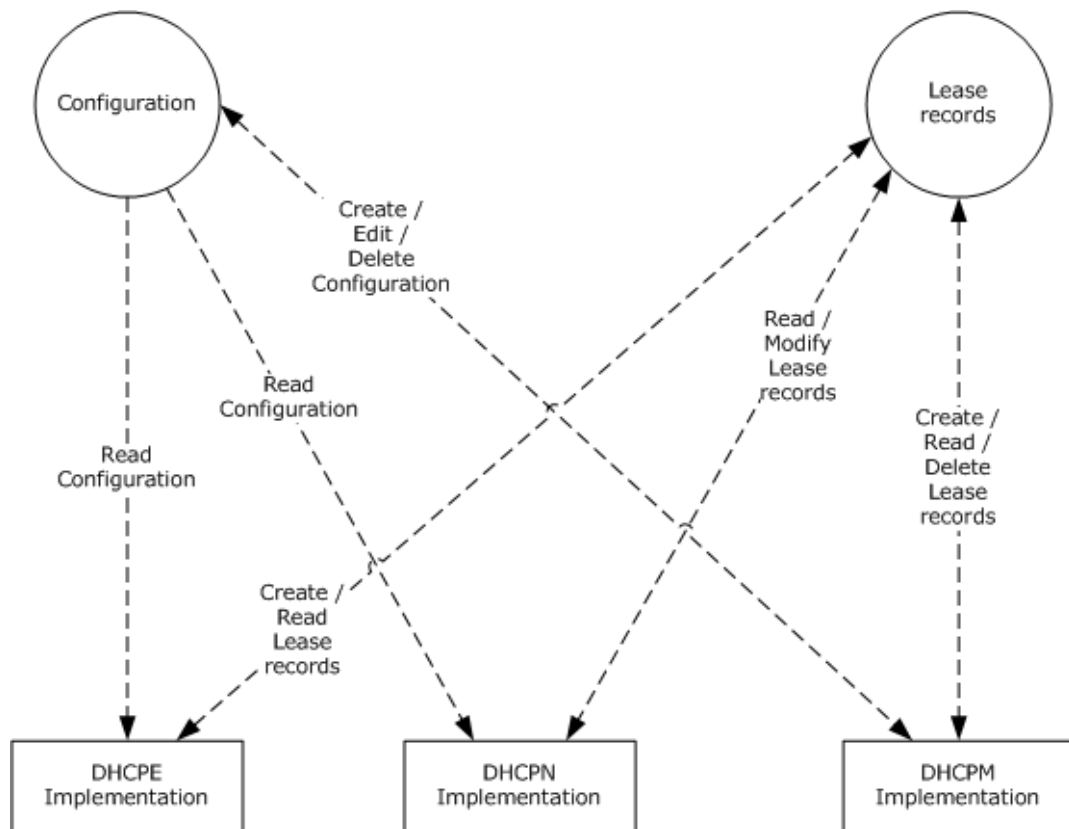 Configuration
Lease
records
Create /
Edit /
Delete
Configuration
Read /
Modify
Lease
records
Read
Configuration
Create /
Read /
Delete
Lease
records
Read
Configuration
Create /
Read
Lease
records
DHCPE
Implementation
DHCPN
Implementation
DHCPM
Implementation